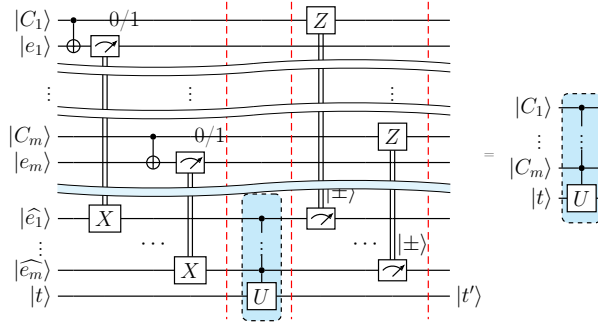 |C₁⟩ 0/1 Z
|e₁⟩
⋮ ⋮ ⋮
|C₁⟩
|Cₘ⟩ 0/1 Z
⋮
|eₘ⟩ = |Cₘ⟩
|t⟩ U
|±⟩
|ê₁⟩ X
⋮ ⋯ ⋮ ⋯ |±⟩
|êₘ⟩ X
|t⟩ U |t′⟩